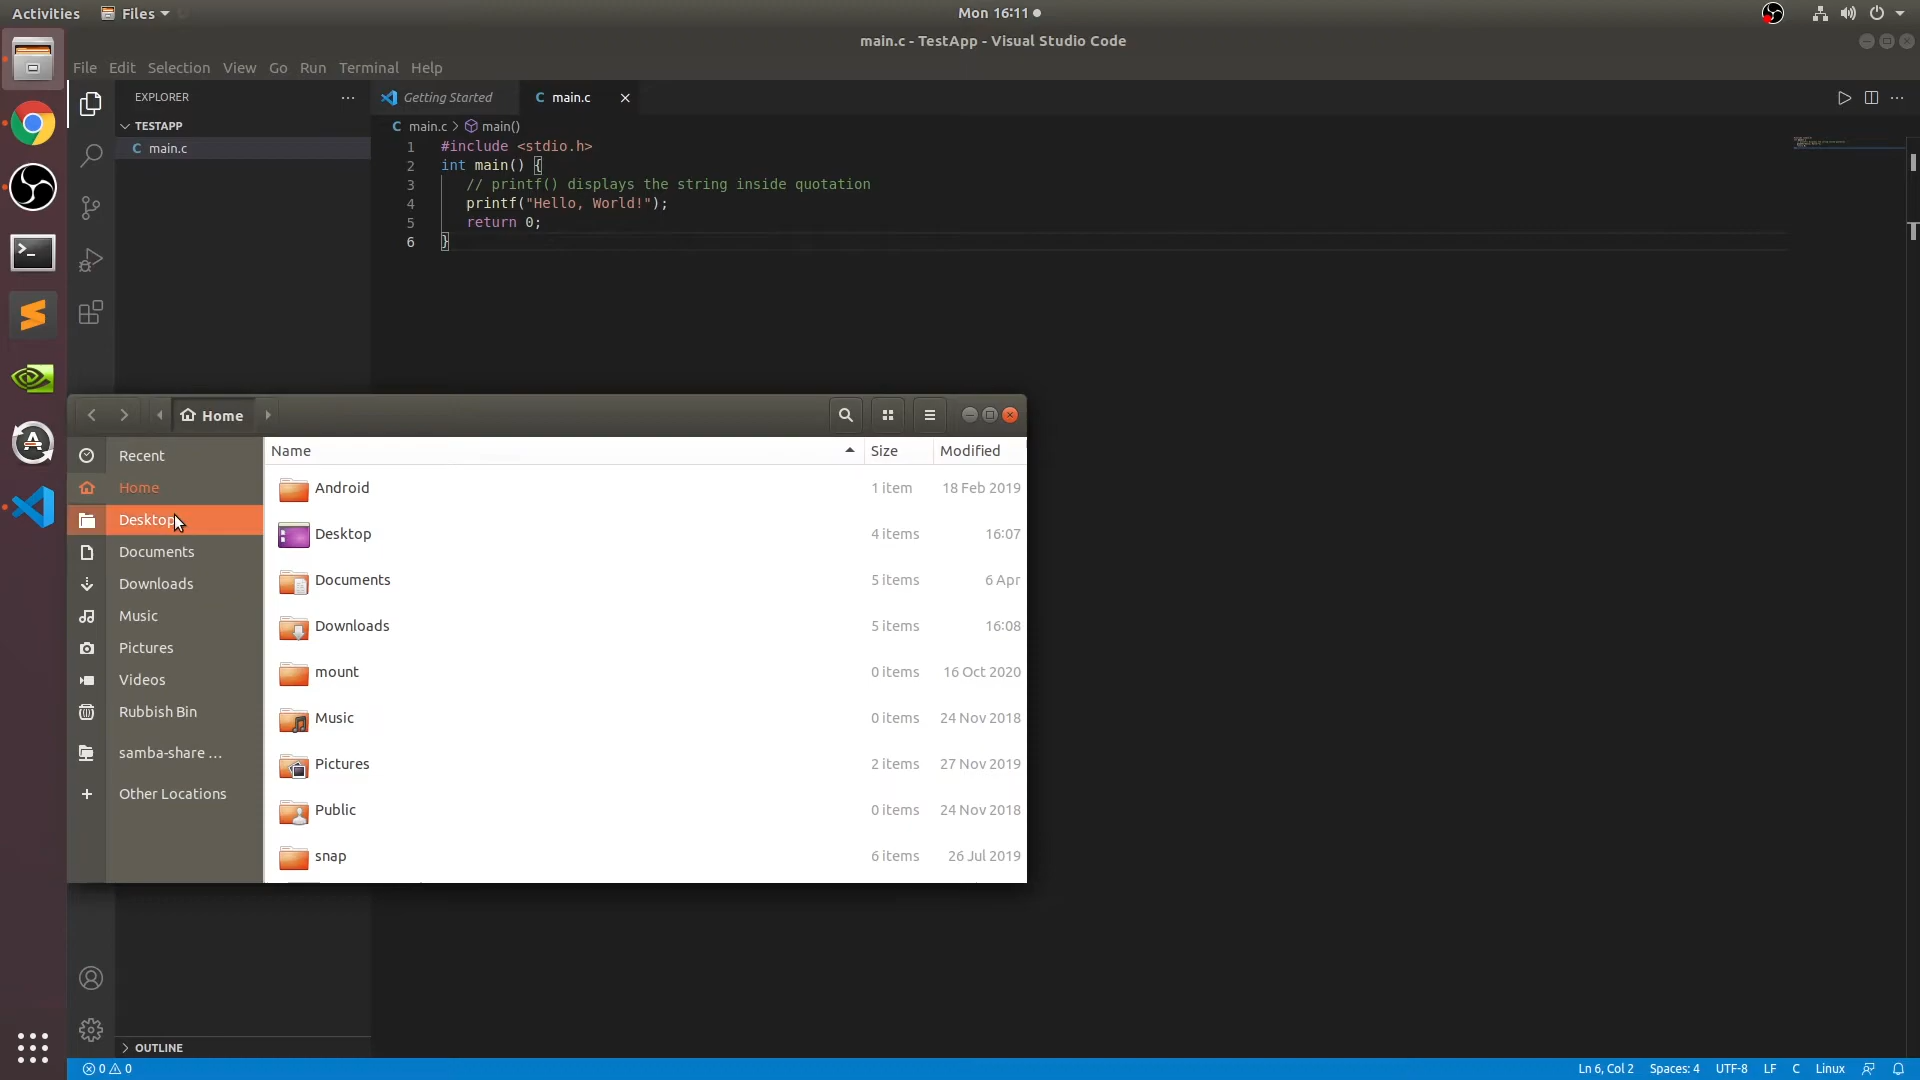 Activities Files Mon 16:11
main.c - TestApp - Visual Studio Code
File Edit Selection View Go Run Terminal Help
EXPLORER ... Getting Started C main.c
TESTAPP
C main.c
C main.c > main()
1 #include <stdio.h>
2 int main() {
3 // printf() displays the string inside quotation
4 printf("Hello, World!");
5 return 0;
6 }
Home
Recent
Home
Desktop
Documents
Downloads
Music
Pictures
Videos
Rubbish Bin
samba-share ...
Other Locations
Name Size Modified
Android 1 item 18 Feb 2019
Desktop 4 items 16:07
Documents 5 items 6 Apr
Downloads 5 items 16:08
mount 0 items 16 Oct 2020
Music 0 items 24 Nov 2018
Pictures 2 items 27 Nov 2019
Public 0 items 24 Nov 2018
snap 6 items 26 Jul 2019
OUTLINE
0 0 Ln 6, Col 2 Spaces: 4 UTF-8 LF C Linux